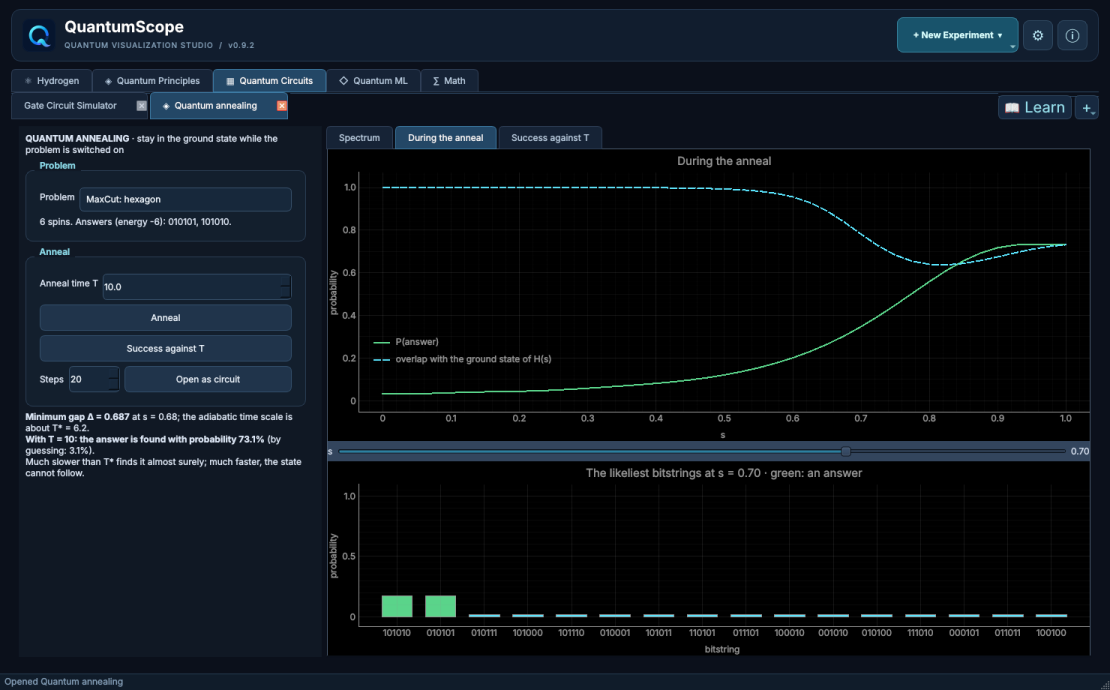 QuantumScope
QUANTUM VISUALIZATION STUDIO / v0.9.2
+ New Experiment ▾
Hydrogen
Quantum Principles
Quantum Circuits
Quantum ML
∑ Math
Gate Circuit Simulator
Quantum annealing
Learn
+
QUANTUM ANNEALING · stay in the ground state while the
problem is switched on
Problem
Problem
MaxCut: hexagon
6 spins. Answers (energy -6): 010101, 101010.
Anneal
Anneal time T
10.0
Anneal
Success against T
Steps
20
Open as circuit
Minimum gap Δ = 0.687 at s = 0.68; the adiabatic time scale is
about T* = 6.2.
With T = 10: the answer is found with probability 73.1% (by
guessing: 3.1%).
Much slower than T* finds it almost surely; much faster, the state
cannot follow.
Spectrum
During the anneal
Success against T
During the anneal
probability
1.0
0.8
0.6
0.4
0.2
0
P(answer)
overlap with the ground state of H(s)
0 0.1 0.2 0.3 0.4 0.5 0.6 0.7 0.8 0.9 1.0
s
s
0.70
The likeliest bitstrings at s = 0.70 · green: an answer
probability
1.0
0.5
0
101010 010101 010111 101000 101110 010001 101011 110101 011101 100010 001010 010100 111010 000101 011011 100100
bitstring
Opened Quantum annealing